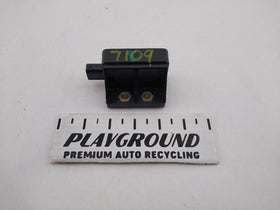 7109
PLAYGROUND
PREMIUM AUTO RECYCLING